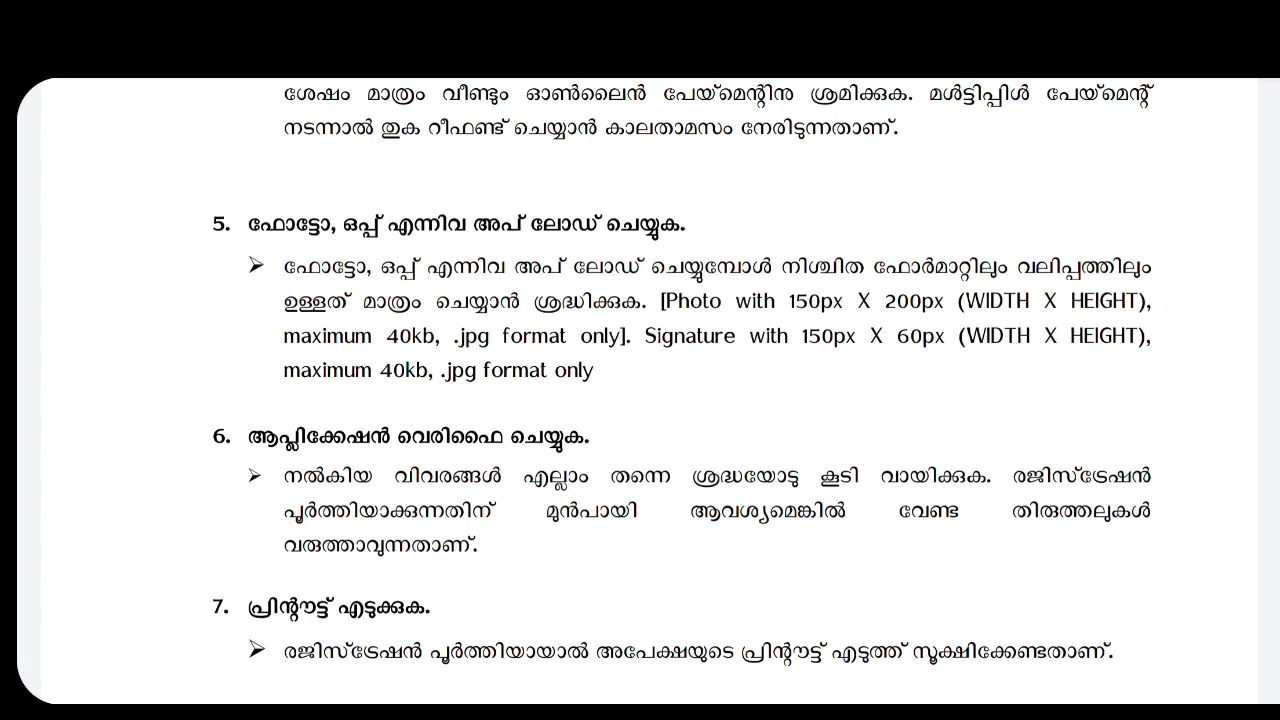 ശേഷം മാത്രം വീണ്ടും ഓൺലൈൻ പേയ്മെന്റിനു ശ്രമിക്കുക. മൾട്ടിപ്പിൾ പേയ്മെന്റ്
നടന്നാൽ തുക റീഫണ്ട് ചെയ്യാൻ കാലതാമസം നേരിടുന്നതാണ്.
5. ഫോട്ടോ, ഒപ്പ് എന്നിവ അപ് ലോഡ് ചെയ്യുക.
➢ ഫോട്ടോ, ഒപ്പ് എന്നിവ അപ് ലോഡ് ചെയ്യുമ്പോൾ നിശ്ചിത ഫോർമാറ്റിലും വലിപ്പത്തിലും
ഉള്ളത് മാത്രം ചെയ്യാൻ ശ്രദ്ധിക്കുക. [Photo with 150px X 200px (WIDTH X HEIGHT),
maximum 40kb, .jpg format only]. Signature with 150px X 60px (WIDTH X HEIGHT),
maximum 40kb, .jpg format only
6. ആപ്ലിക്കേഷൻ വെരിഫൈ ചെയ്യുക.
➢ നൽകിയ വിവരങ്ങൾ എല്ലാം തന്നെ ശ്രദ്ധയോടു കൂടി വായിക്കുക. രജിസ്ട്രേഷൻ
പൂർത്തിയാക്കുന്നതിന് മുൻപായി ആവശ്യമെങ്കിൽ വേണ്ട തിരുത്തലുകൾ
വരുത്താവുന്നതാണ്.
7. പ്രിന്റൗട്ട് എടുക്കുക.
➢ രജിസ്ട്രേഷൻ പൂർത്തിയായാൽ അപേക്ഷയുടെ പ്രിന്റൗട്ട് എടുത്ത് സൂക്ഷിക്കേണ്ടതാണ്.